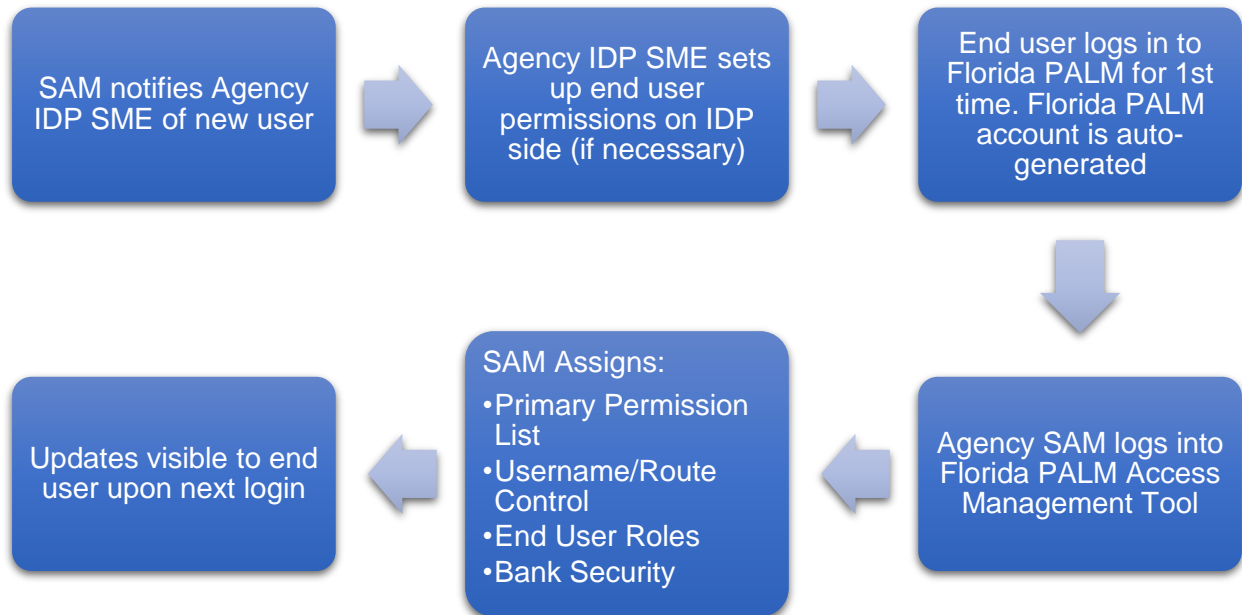 SAM notifies Agency
IDP SME of new user
Agency IDP SME sets
up end user
permissions on IDP
side (if necessary)
End user logs in to
Florida PALM for 1st
time. Florida PALM
account is auto-
generated
Agency SAM logs into
Florida PALM Access
Management Tool
SAM Assigns:
•Primary Permission
List
•Username/Route
Control
•End User Roles
•Bank Security
Updates visible to end
user upon next login